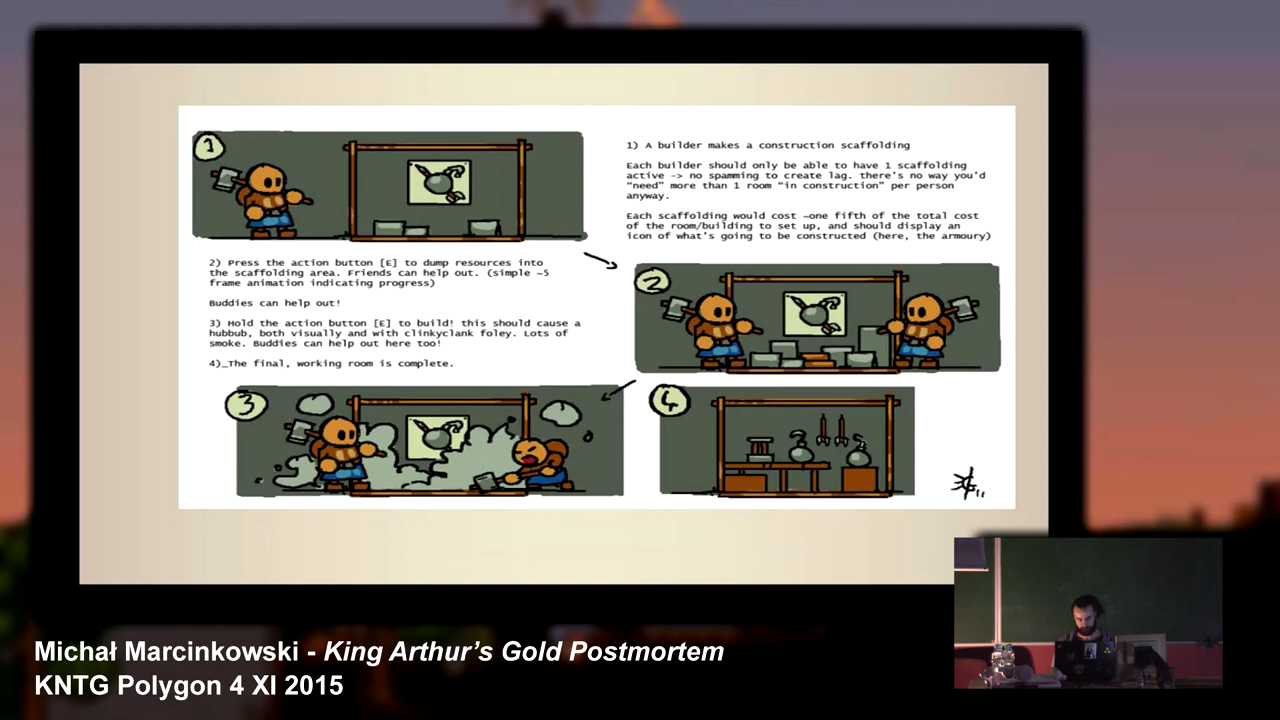 1
1) A builder makes a construction scaffolding
Each builder should only be able to have 1 scaffolding
active -> no spamming to create lag. there's no way you'd
"need" more than 1 room "in construction" per person
anyway.
Each scaffolding would cost ~one fifth of the total cost
of the room/building to set up, and should display an
icon of what's going to be constructed (here, the armoury)
2) Press the action button [E] to dump resources into
the scaffolding area. Friends can help out. (simple ~5
frame animation indicating progress)
Buddies can help out!
3) Hold the action button [E] to build! this should cause a
hubbub, both visually and with clinkyclank foley. Lots of
smoke. Buddies can help out here too!
4)_The final, working room is complete.
2
3
4
Michał Marcinkowski - King Arthur's Gold Postmortem
KNTG Polygon 4 XI 2015